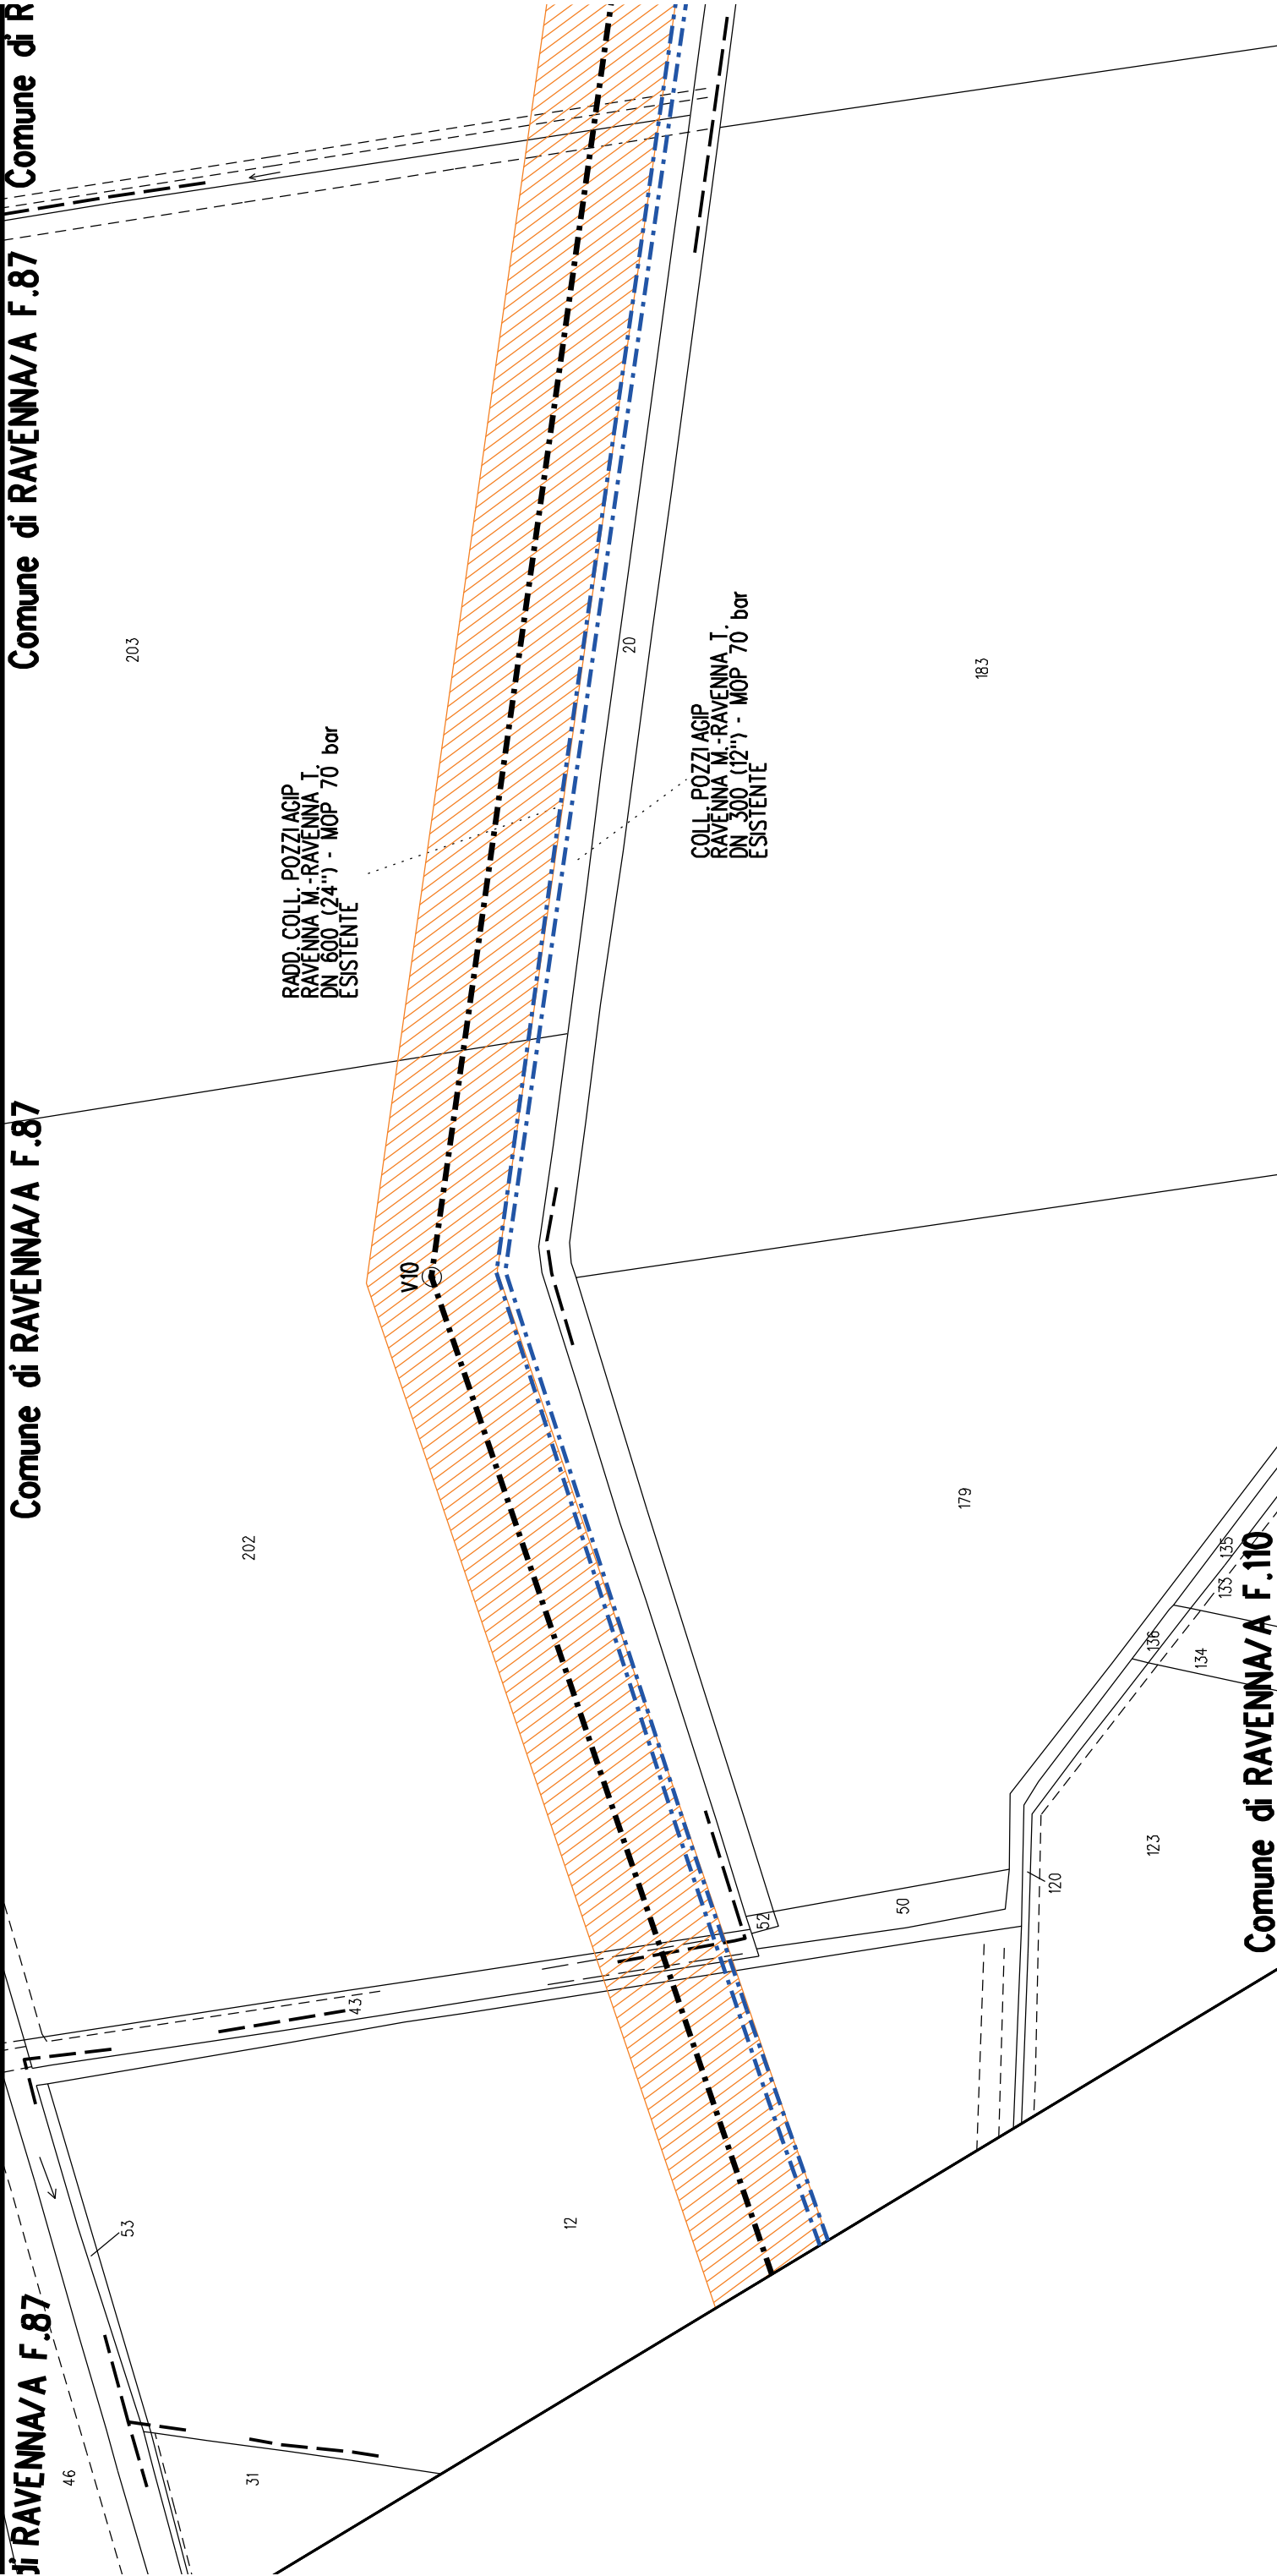 di RAVENNA/A F.87
Comune di RAVENNA/A F.87
Comune di RAVENNA/A F.87
Comune di R
203
202
RADD. COLL. POZZI AGIP
RAVENNA M.-RAVENNA T.
DN 600 (24") - MOP 70 bar
ESISTENTE
V10
COLL. POZZI AGIP
RAVENNA M.-RAVENNA T.
DN 300 (12") - MOP 70 bar
ESISTENTE
20
183
179
46
53
31
43
12
52
50
120
123
136
134
133
135
Comune di RAVENNA/A F.110